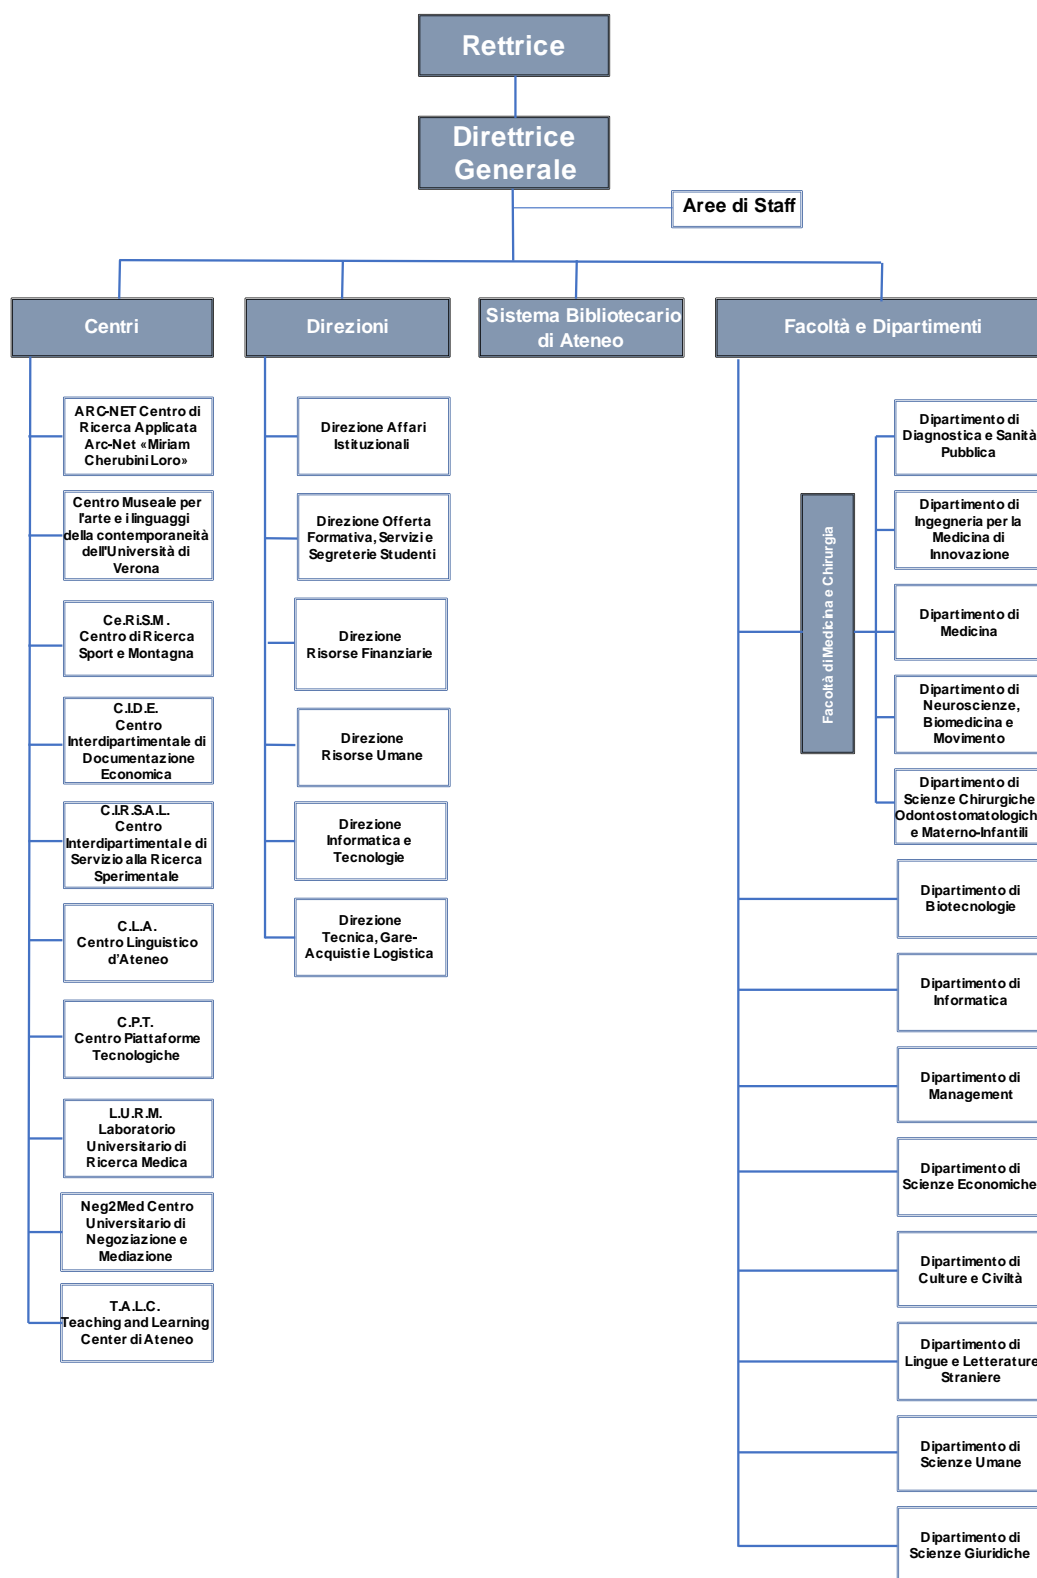 Rettrice
Direttrice
Generale
Aree di Staff
Centri
Direzioni
Sistema Bibliotecario
di Ateneo
Facoltà e Dipartimenti
ARC-NET Centro di
Ricerca Applicata
Arc-Net «Miriam
Cherubini Loro»
Centro Museale per
l'arte e i linguaggi
della contemporaneità
dell'Università di
Verona
Ce.Ri.S.M.
Centro di Ricerca
Sport e Montagna
C.I.D.E.
Centro
Interdipartimentale di
Documentazione
Economica
C.I.R.S.A.L.
Centro
Interdipartimentale di
Servizio alla Ricerca
Sperimentale
C.L.A.
Centro Linguistico
d'Ateneo
C.P.T.
Centro Piattaforme
Tecnologiche
L.U.R.M.
Laboratorio
Universitario di
Ricerca Medica
Neg2Med Centro
Universitario di
Negoziazione e
Mediazione
T.A.L.C.
Teaching and Learning
Center di Ateneo
Direzione Affari
Istituzionali
Direzione Offerta
Formativa, Servizi e
Segreterie Studenti
Direzione
Risorse Finanziarie
Direzione
Risorse Umane
Direzione
Informatica e
Tecnologie
Direzione
Tecnica, Gare-
Acquisti e Logistica
Facoltà di Medicina e Chirurgia
Dipartimento di
Diagnostica e Sanità
Pubblica
Dipartimento di
Ingegneria per la
Medicina di
Innovazione
Dipartimento di
Medicina
Dipartimento di
Neuroscienze,
Biomedicina e
Movimento
Dipartimento di
Scienze Chirurgiche
Odontostomatologich
e Materno-Infantili
Dipartimento di
Biotecnologie
Dipartimento di
Informatica
Dipartimento di
Management
Dipartimento di
Scienze Economiche
Dipartimento di
Culture e Civiltà
Dipartimento di
Lingue e Letterature
Straniere
Dipartimento di
Scienze Umane
Dipartimento di
Scienze Giuridiche